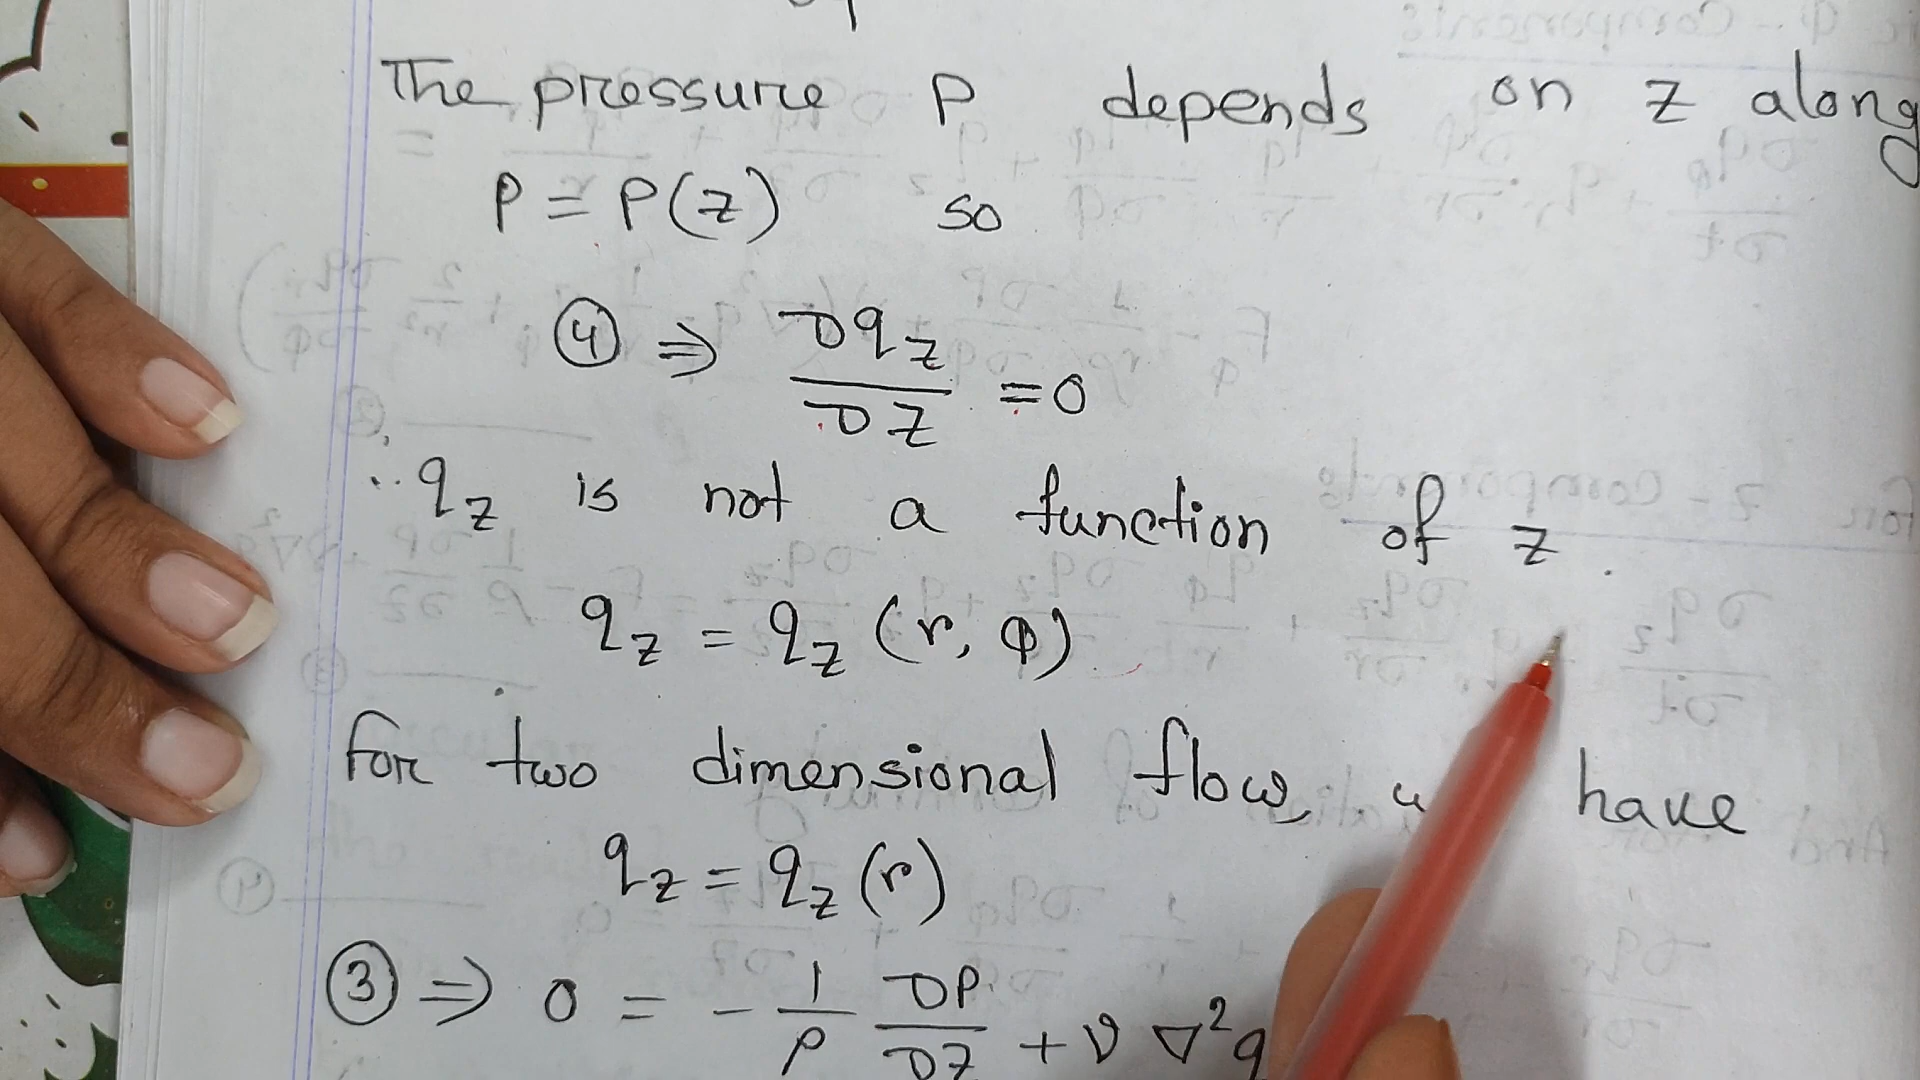 The pressure P depends on z along
P = P(z) so
④ ⇒ ∂q_z/∂z = 0
∴ q_z is not a function of z.
q_z = q_z (r, φ)
For two dimensional flow, have
q_z = q_z (r)
③ ⇒ 0 = - 1/ρ ∂P/∂z + ν ∇²q